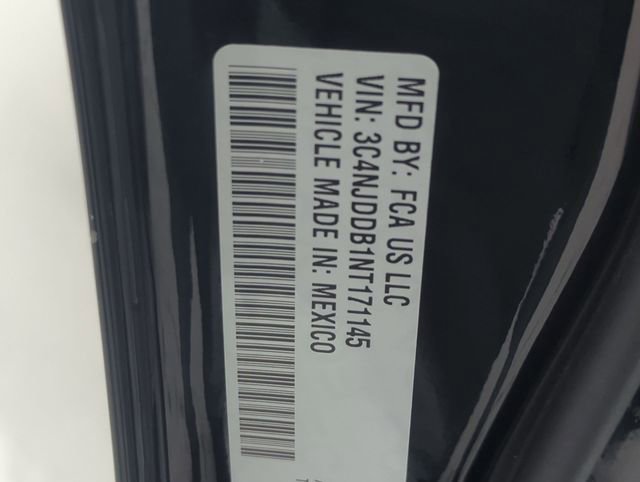 MFD BY: FCA US LLC
VIN: 3C4NJDDB1NT171145
VEHICLE MADE IN: MEXICO